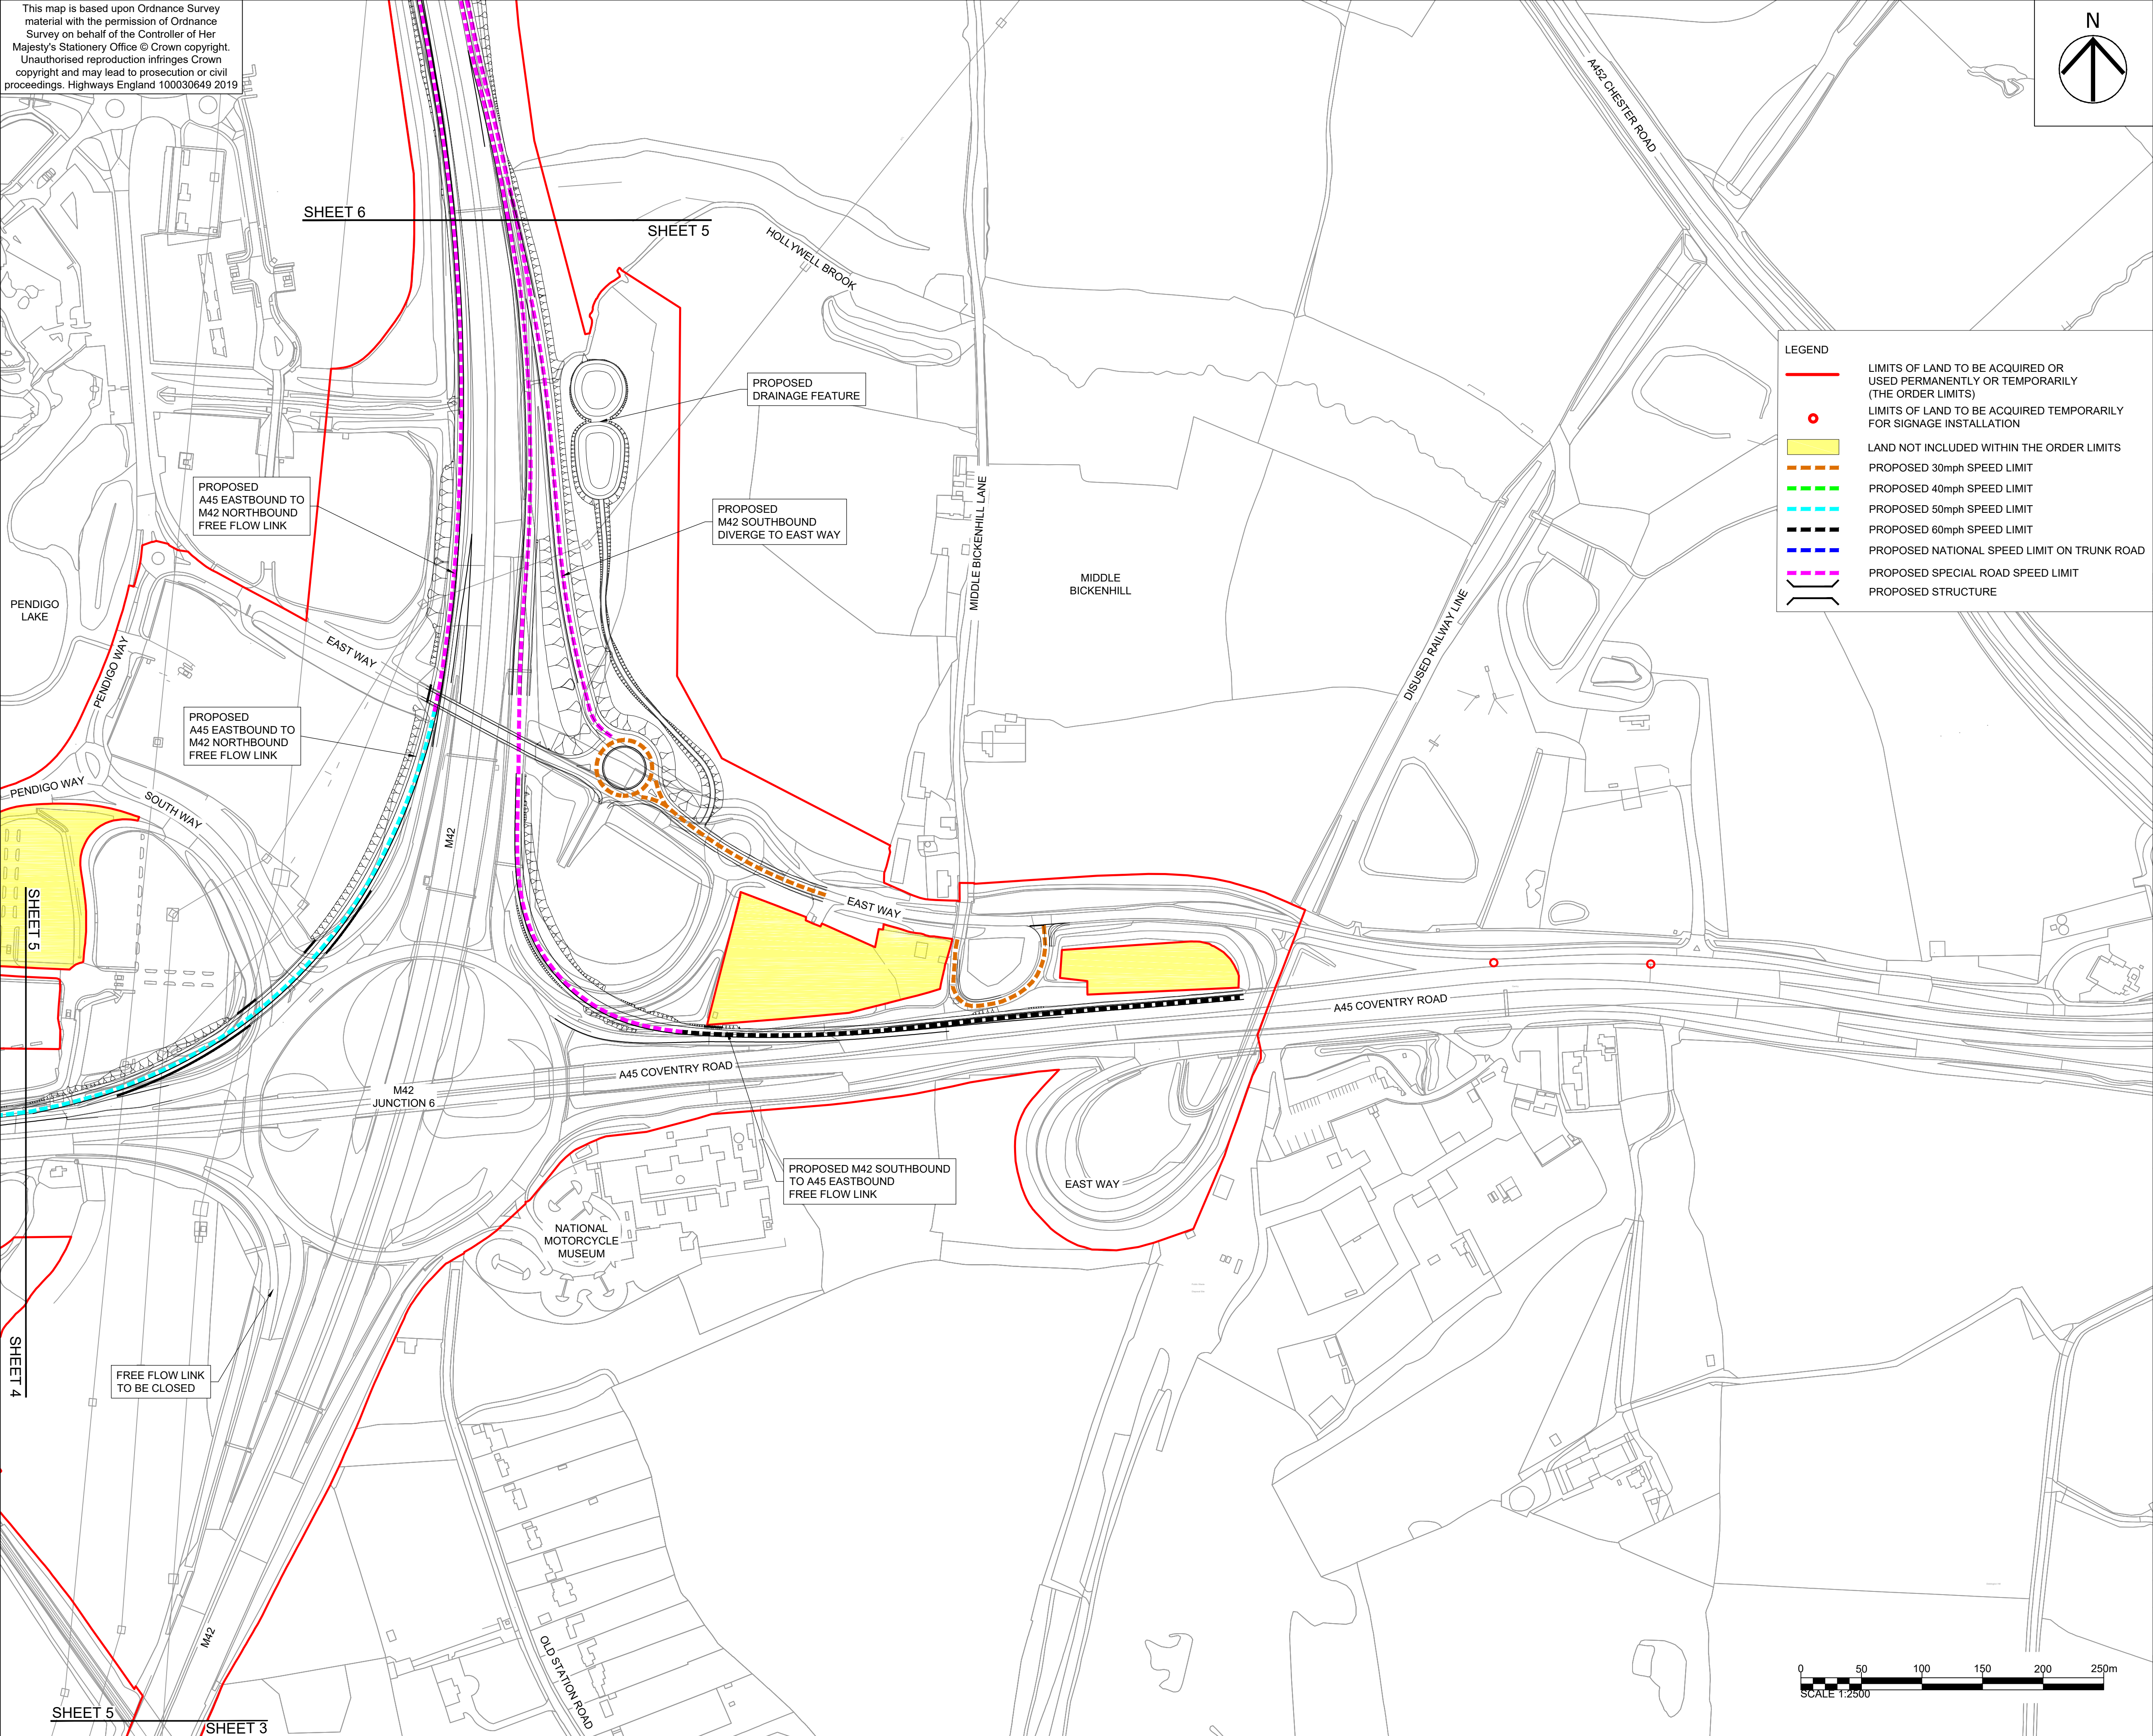 This map is based upon Ordnance Survey
material with the permission of Ordnance
Survey on behalf of the Controller of Her
Majesty's Stationery Office © Crown copyright.
Unauthorised reproduction infringes Crown
copyright and may lead to prosecution or civil
proceedings. Highways England 100030649 2019
N
A452 CHESTER ROAD
SHEET 6
SHEET 5
HOLLYWELL BROOK
LEGEND
LIMITS OF LAND TO BE ACQUIRED OR
USED PERMANENTLY OR TEMPORARILY
(THE ORDER LIMITS)
LIMITS OF LAND TO BE ACQUIRED TEMPORARILY
FOR SIGNAGE INSTALLATION
LAND NOT INCLUDED WITHIN THE ORDER LIMITS
PROPOSED 30mph SPEED LIMIT
PROPOSED 40mph SPEED LIMIT
PROPOSED 50mph SPEED LIMIT
PROPOSED 60mph SPEED LIMIT
PROPOSED NATIONAL SPEED LIMIT ON TRUNK ROAD
PROPOSED SPECIAL ROAD SPEED LIMIT
PROPOSED STRUCTURE
PROPOSED
DRAINAGE FEATURE
PROPOSED
A45 EASTBOUND TO
M42 NORTHBOUND
FREE FLOW LINK
PROPOSED
M42 SOUTHBOUND
DIVERGE TO EAST WAY
MIDDLE BICKENHILL LANE
MIDDLE
BICKENHILL
DISUSED RAILWAY LINE
PENDIGO
LAKE
PENDIGO WAY
EAST WAY
PROPOSED
A45 EASTBOUND TO
M42 NORTHBOUND
FREE FLOW LINK
PENDIGO WAY
SOUTH WAY
M42
EAST WAY
SHEET 5
A45 COVENTRY ROAD
A45 COVENTRY ROAD
M42
JUNCTION 6
PROPOSED M42 SOUTHBOUND
TO A45 EASTBOUND
FREE FLOW LINK
EAST WAY
NATIONAL
MOTORCYCLE
MUSEUM
SHEET 4
FREE FLOW LINK
TO BE CLOSED
M42
OLD STATION ROAD
SHEET 5
SHEET 3
0 50 100 150 200 250m
SCALE 1:2500